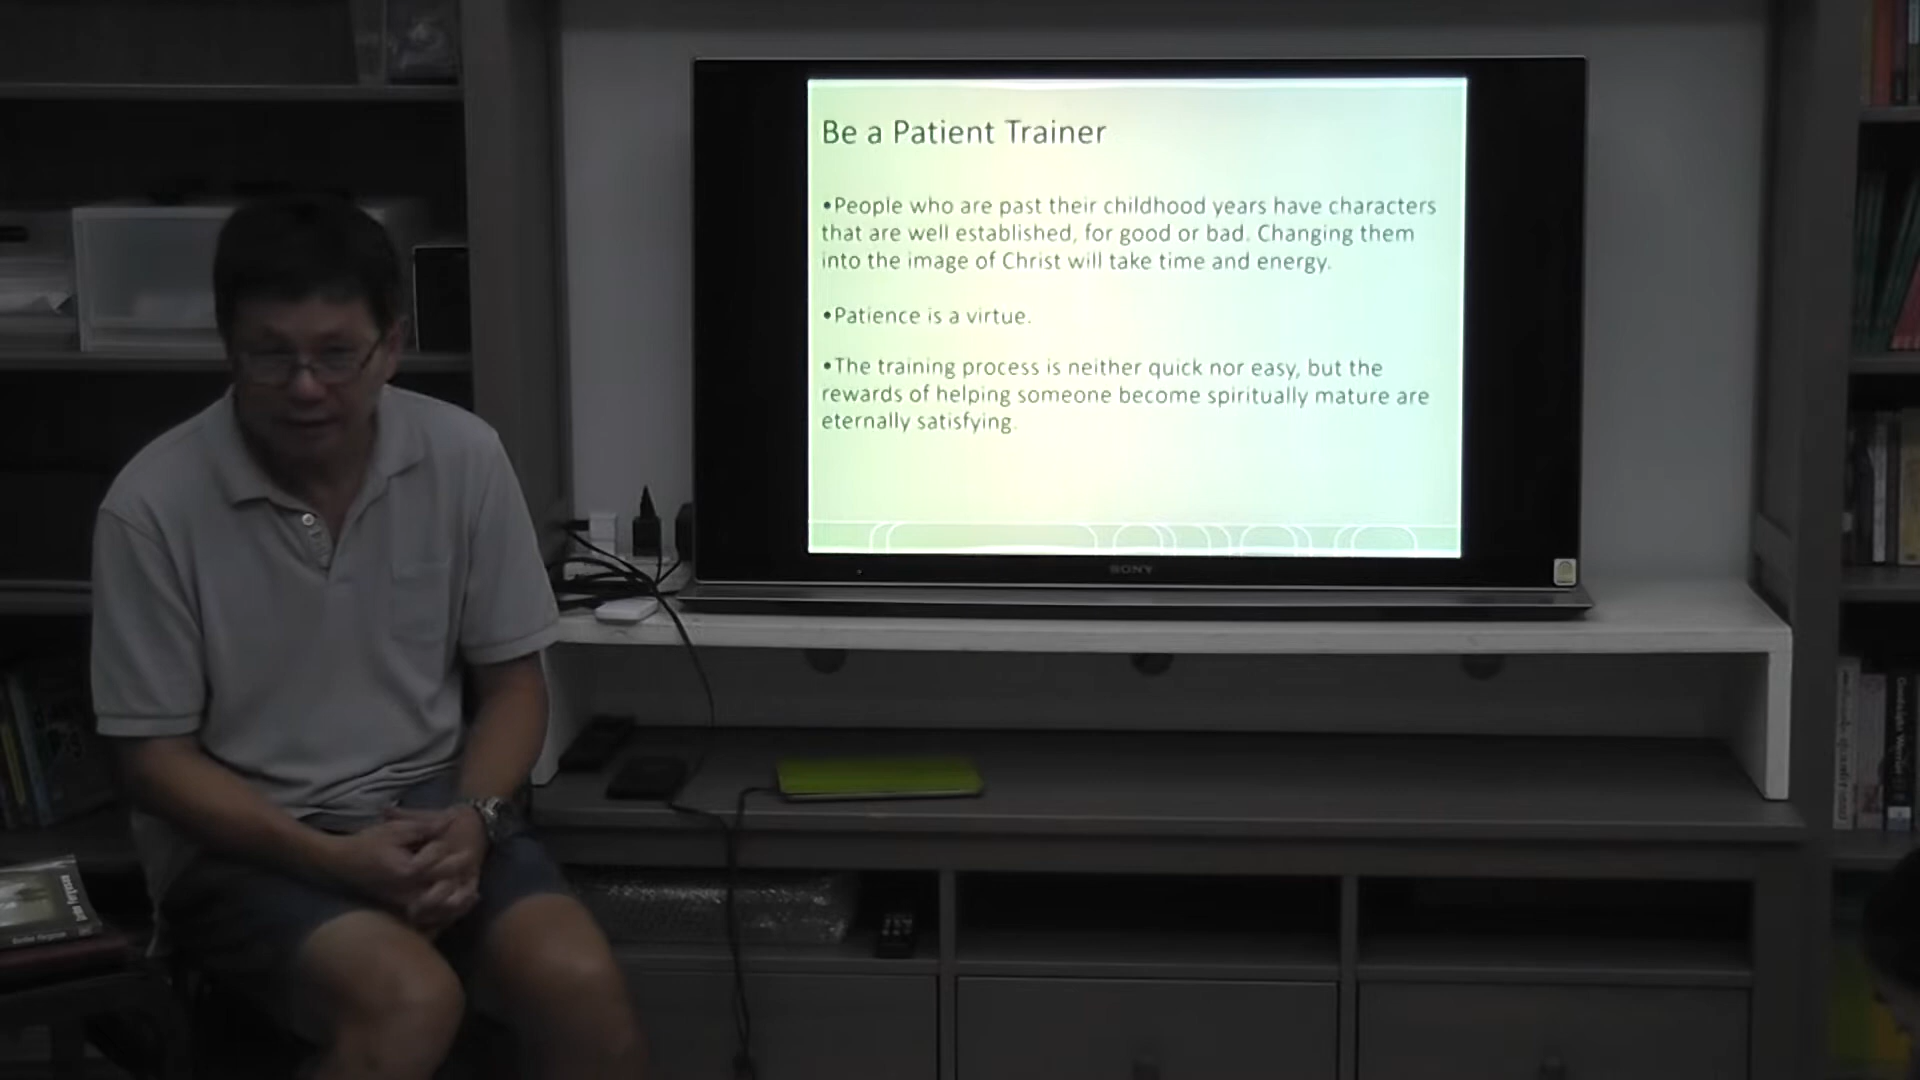 Be a Patient Trainer
•People who are past their childhood years have characters
that are well established, for good or bad. Changing them
into the image of Christ will take time and energy.
•Patience is a virtue.
•The training process is neither quick nor easy, but the
rewards of helping someone become spiritually mature are
eternally satisfying.
SONY